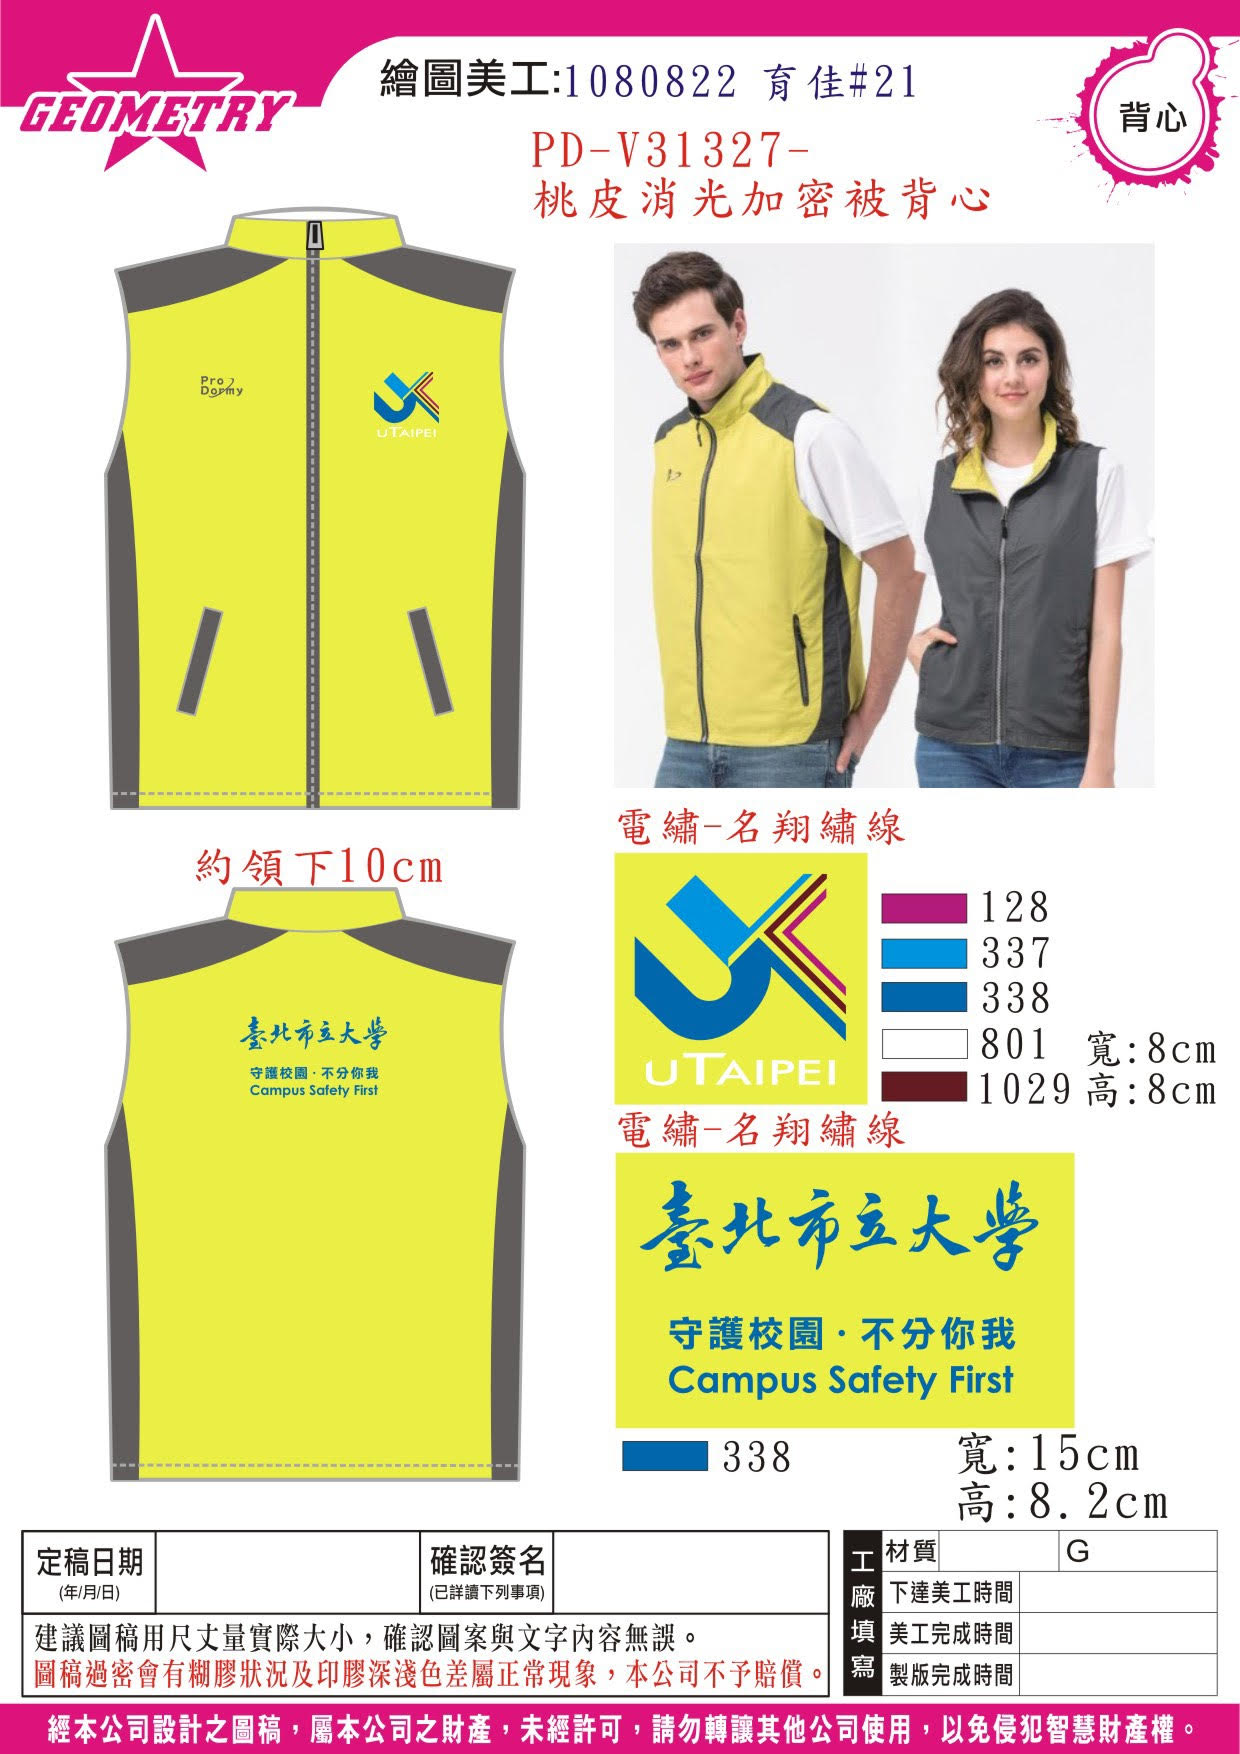 GEOMETRY
繪圖美工:1080822 育佳#21
背心
PD-V31327-
桃皮消光加密被背心
Pro
Dormy
UTAIPEI
電繡-名翔繡線
UTAIPEI
128
337
338
801
1029
寬:8cm
高:8cm
約領下10cm
臺北市立大學
守護校園·不分你我
Campus Safety First
電繡-名翔繡線
臺北市立大學
守護校園·不分你我
Campus Safety First
338
寬:15cm
高:8.2cm
定稿日期
(年/月/日)
確認簽名
(已詳讀下列事項)
建議圖稿用尺丈量實際大小，確認圖案與文字內容無誤。
圖稿過密會有糊膠狀況及印膠深淺色差屬正常現象，本公司不予賠償。
工廠填寫
材質
G
下達美工時間
美工完成時間
製版完成時間
經本公司設計之圖稿，屬本公司之財產，未經許可，請勿轉讓其他公司使用，以免侵犯智慧財產權。